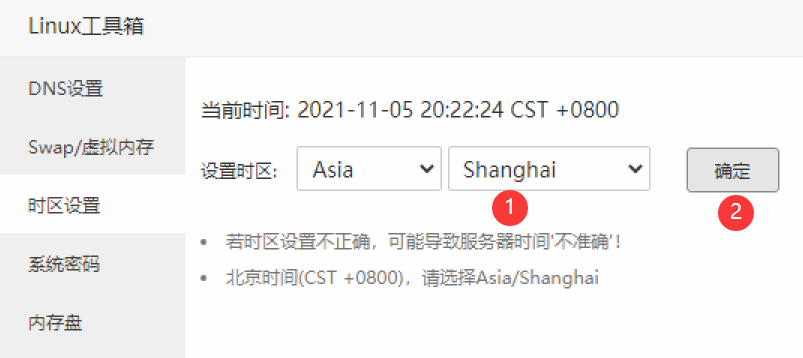 Linux工具箱
DNS设置
Swap/虚拟内存
时区设置
系统密码
内存盘
当前时间: 2021-11-05 20:22:24 CST +0800
设置时区: Asia Shanghai 确定
1 2
• 若时区设置不正确，可能导致服务器时间'不准确'！
• 北京时间(CST +0800)，请选择Asia/Shanghai